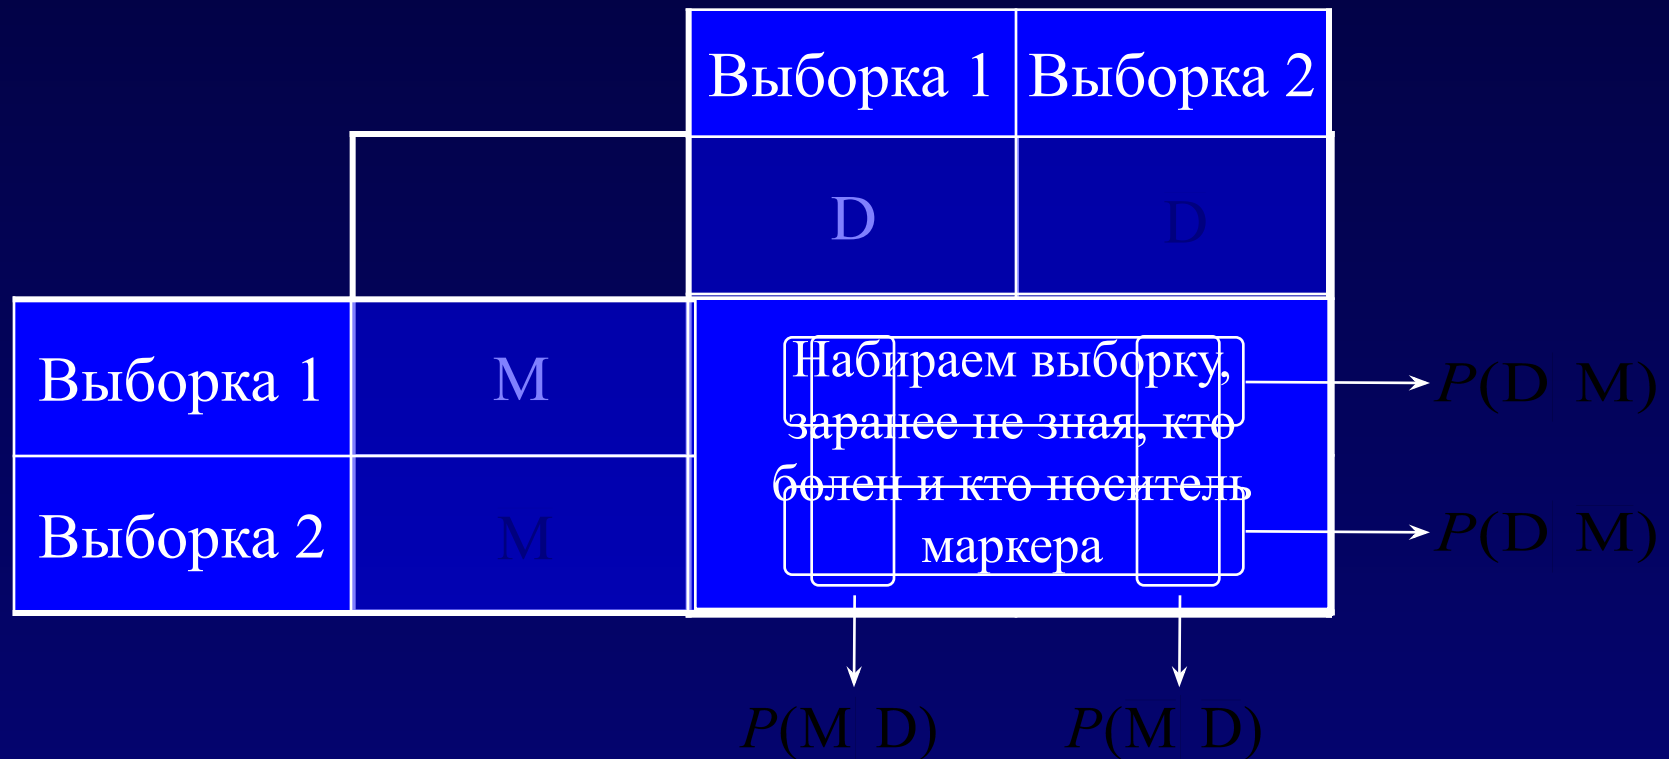 Выборка 1 Выборка 2
D D
Выборка 1 M
Набираем выборку,
заранее не зная, кто
болен и кто носитель
маркера
P(D M)
Выборка 2 M
P(D M)
P(M D) P(M D)